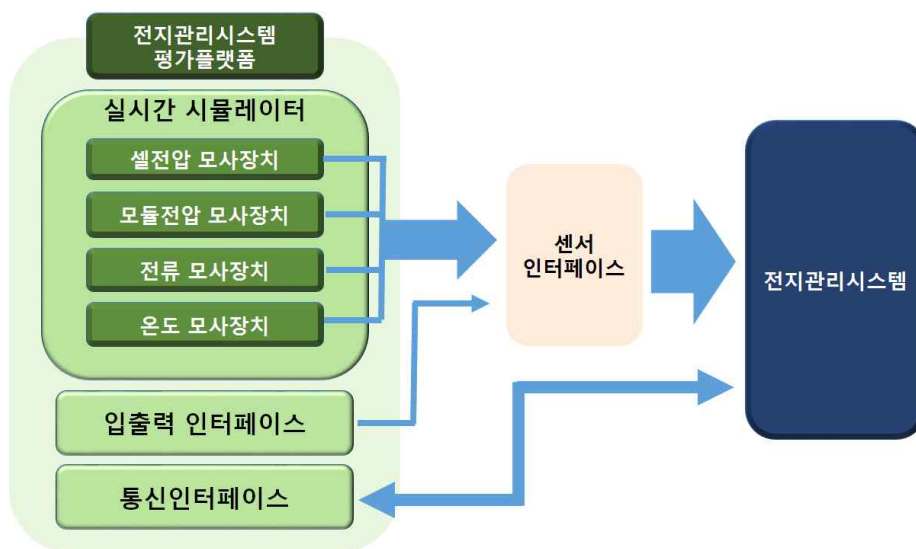 전지관리시스템
평가플랫폼
실시간 시뮬레이터
셀전압 모사장치
모듈전압 모사장치
전류 모사장치
온도 모사장치
입출력 인터페이스
통신인터페이스
센서
인터페이스
전지관리시스템